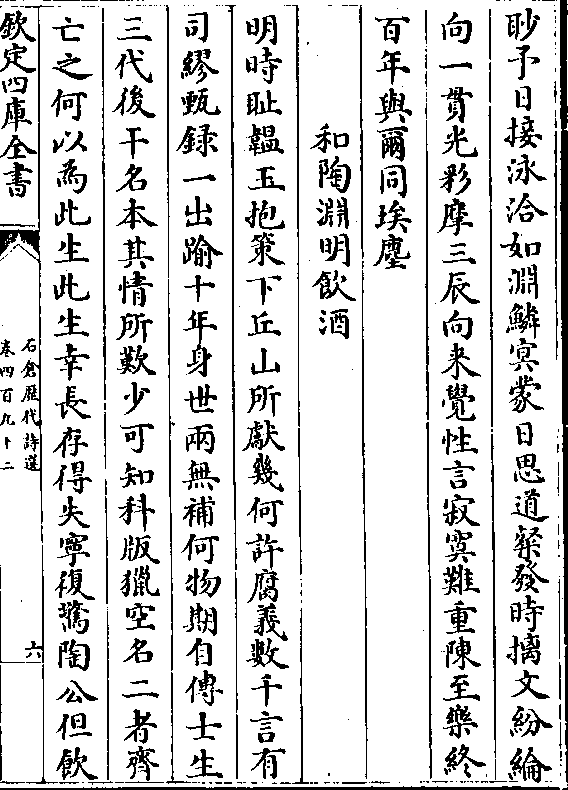 眇予日接泳洽如淵鱗冥蒙日思道粲發時摛文紛綸
向一貫光彩摩三辰向来覺性言寂寞難重陳至樂終
百年與爾同埃塵
和陶淵明飲酒
明時耻韞玉抱策下丘山所獻幾何許腐義數千言有
司繆甄録一出踰十年身世兩無補何物期自傳士生
三代後干名本其情所歎少可知科版獵空名二者齊
亡之何以為此生此生幸長存得失寧復驚陶公但飲
欽定四庫全書
石倉歷代詩選
卷四百九十二
六